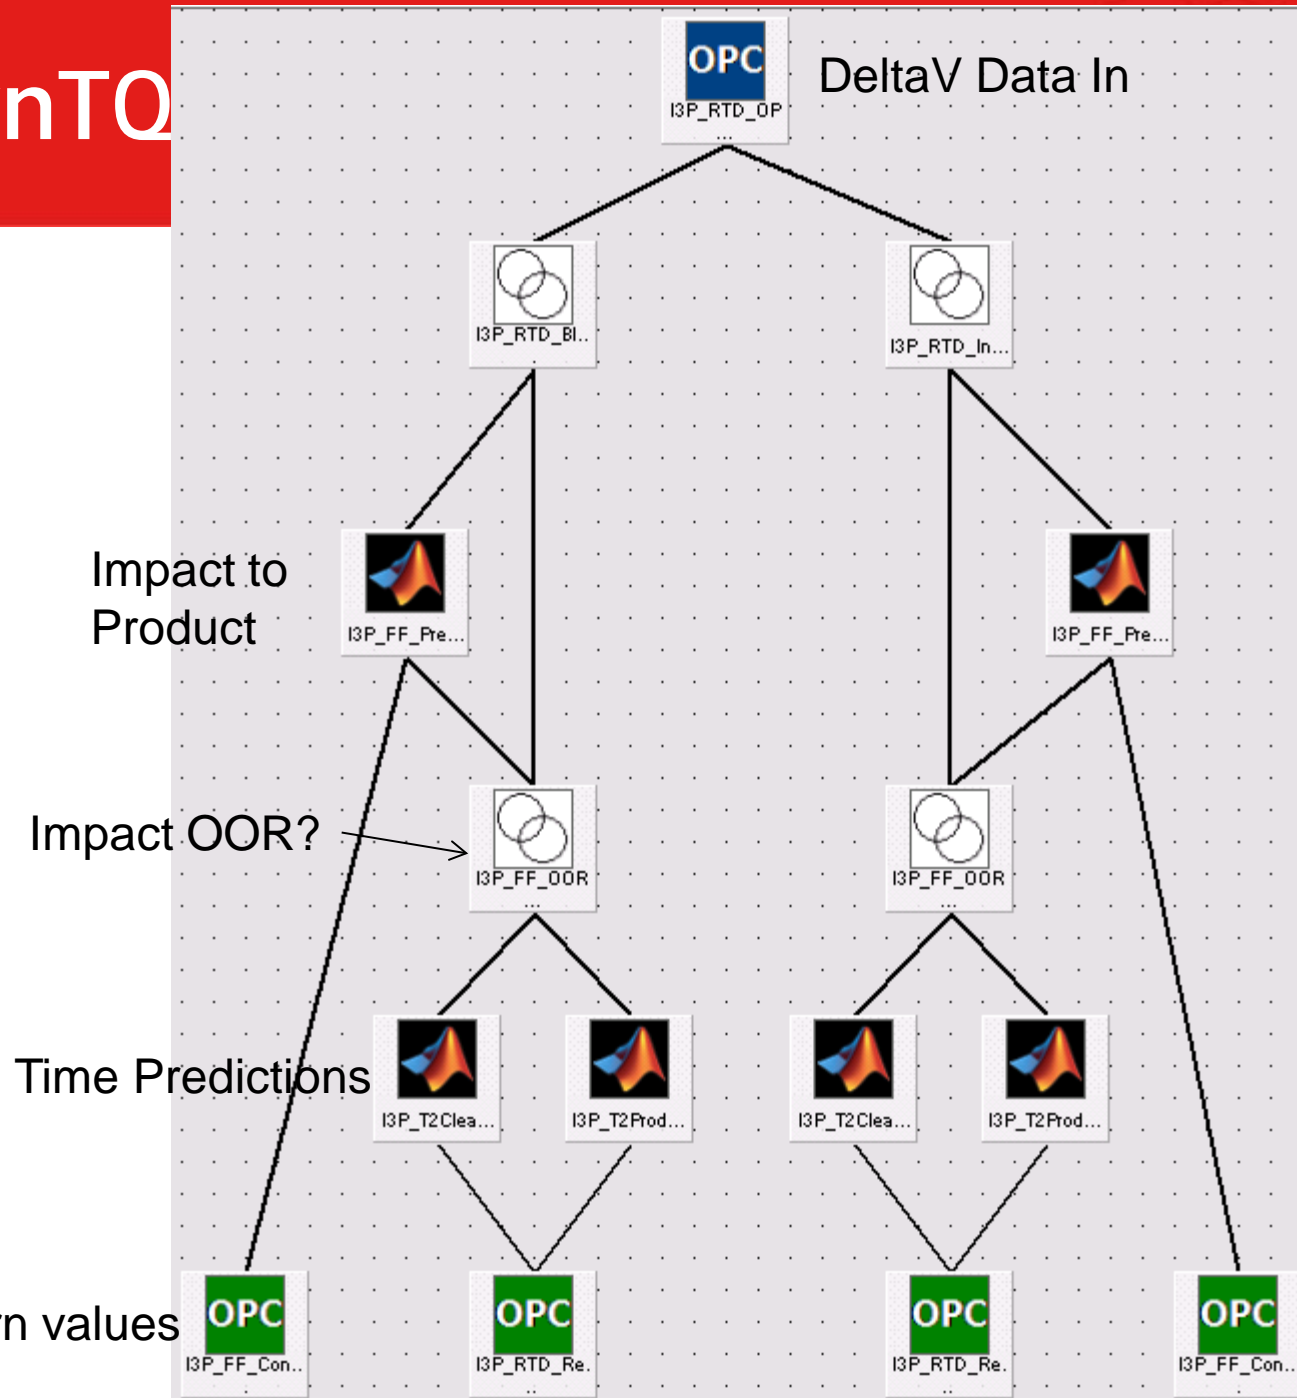 nTQ
OPC
DeltaV Data In
I3P_RTD_OP
...
I3P_RTD_Bl..
I3P_RTD_In...
Impact to
Product
I3P_FF_Pre...
I3P_FF_Pre...
Impact OOR?
I3P_FF_OOR
...
I3P_FF_OOR
...
Time Predictions
I3P_T2Clea...
I3P_T2Prod...
I3P_T2Clea...
I3P_T2Prod...
rn values
OPC
OPC
OPC
OPC
I3P_FF_Con..
I3P_RTD_Re.
..
I3P_RTD_Re.
..
I3P_FF_Con..